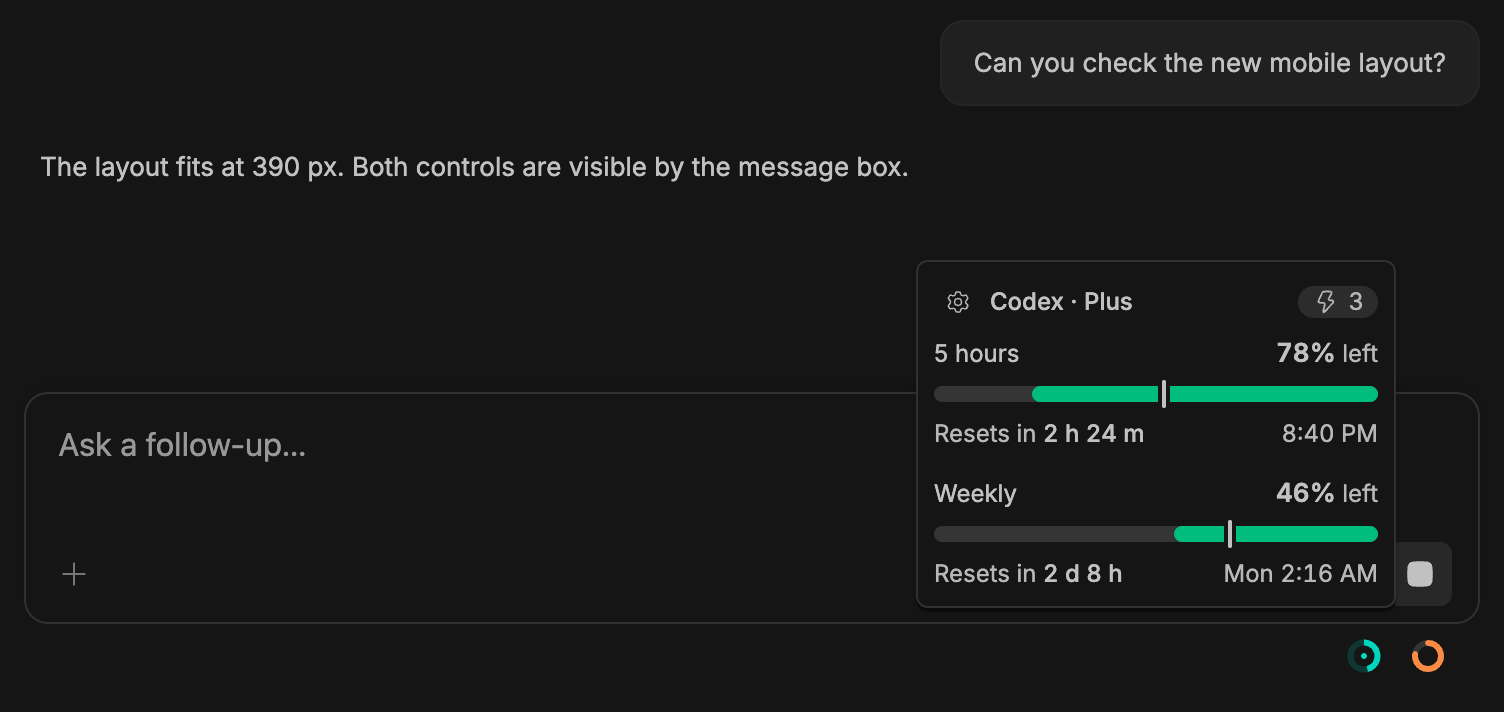 Can you check the new mobile layout?
The layout fits at 390 px. Both controls are visible by the message box.
Codex · Plus 3
5 hours 78% left
Resets in 2 h 24 m 8:40 PM
Weekly 46% left
Resets in 2 d 8 h Mon 2:16 AM
Ask a follow-up...